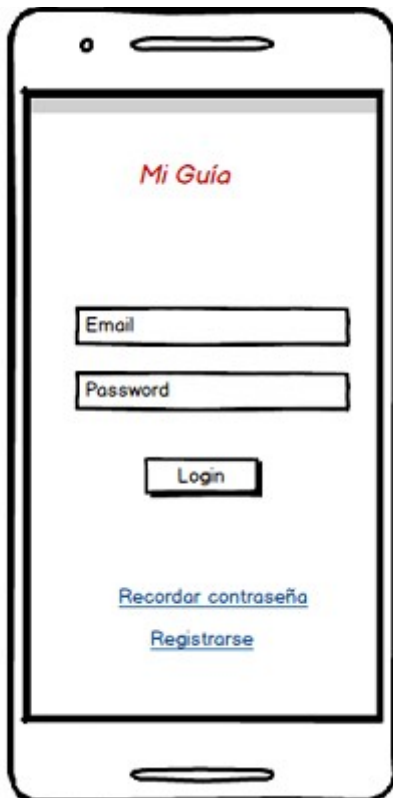 Mi Guía
Email
Password
Login
Recordar contraseña
Registrarse